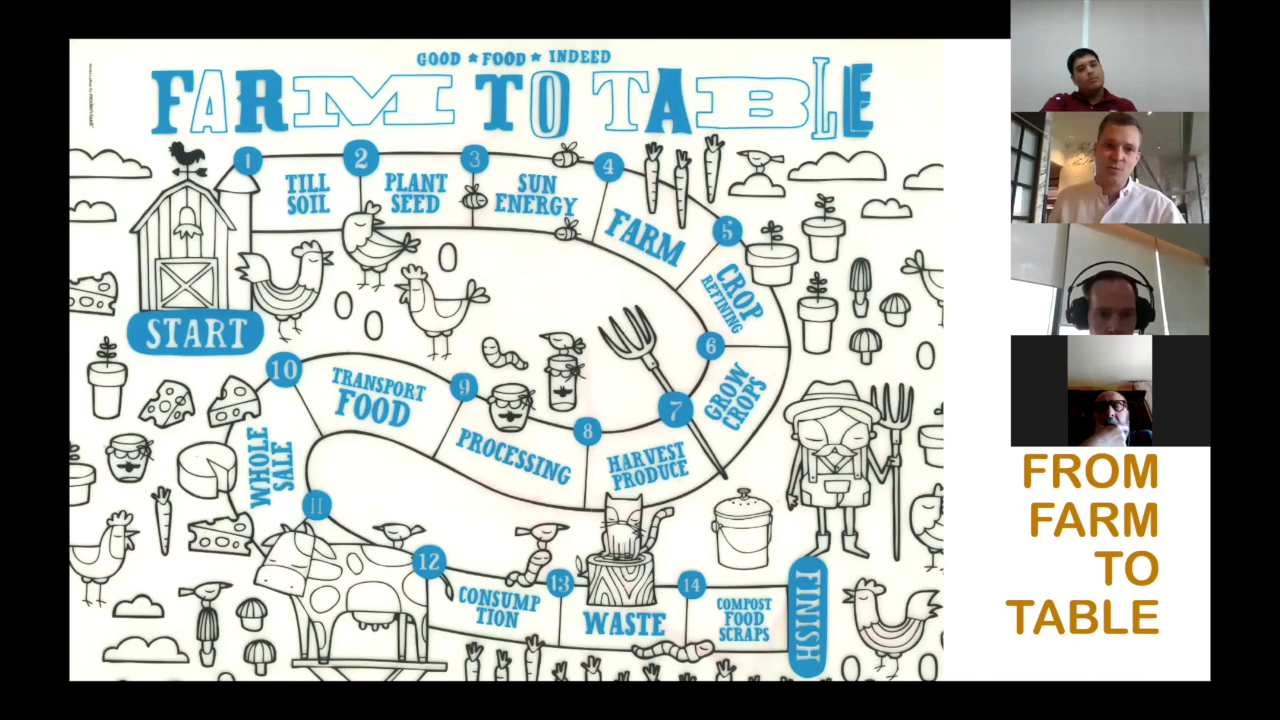 GOOD ★ FOOD ★ INDEED
FARM TO TABLE
1
2
3
4
TILL
SOIL
PLANT
SEED
SUN
ENERGY
FARM
5
CROP
REFINING
START
6
GROW
CROPS
10
TRANSPORT
FOOD
9
7
8
PROCESSING
HARVEST
PRODUCE
WHOLE
SALE
11
12
CONSUMP
TION
13
WASTE
14
COMPOST
FOOD
SCRAPS
FINISH
FROM
FARM
TO
TABLE